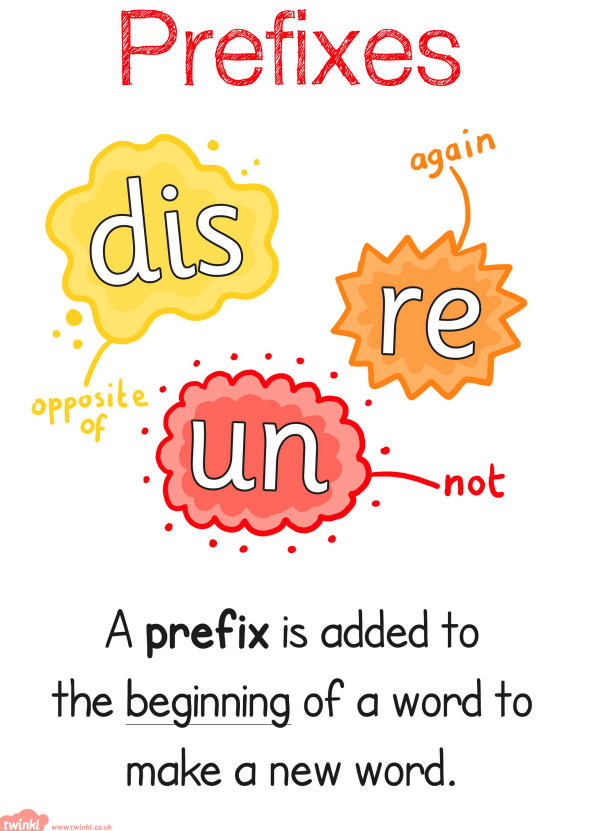 Prefixes
again
dis
re
opposite
of
un
not
A prefix is added to
the beginning of a word to
make a new word.
twinkl www.twinkl.co.uk